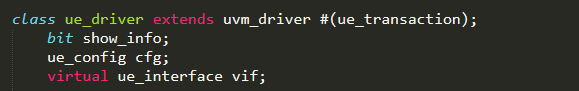 class ue_driver extends uvm_driver #(ue_transaction);
    bit show_info;
    ue_config cfg;
    virtual ue_interface vif;